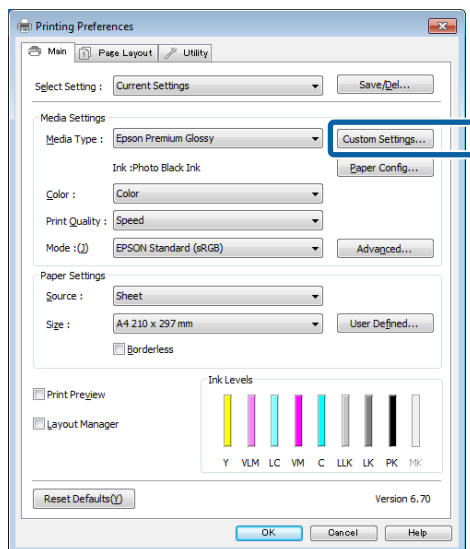 Printing Preferences
Main Page Layout Utility
Select Setting : Current Settings Save/Del...
Media Settings
Media Type : Epson Premium Glossy Custom Settings...
Ink :Photo Black Ink Paper Config...
Color : Color
Print Quality : Speed
Mode :(J) EPSON Standard (sRGB) Advanced...
Paper Settings
Source : Sheet
Size : A4 210 x 297 mm User Defined...
Borderless
Ink Levels
Print Preview
Layout Manager
Y VLM LC VM C LLK LK PK MK
Reset Defaults(Y) Version 6.70
OK Cancel Help